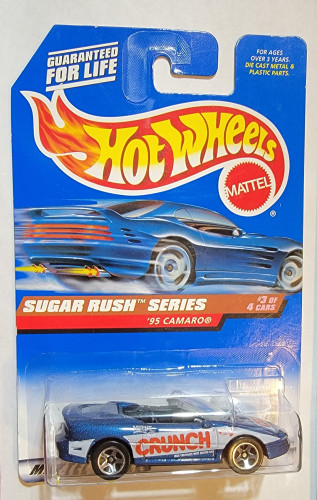 GUARANTEED
FOR LIFE
FOR AGES
OVER 3 YEARS.
DIE CAST METAL &
PLASTIC PARTS.
HOT WHEELS
MATTEL
SUGAR RUSH™ SERIES
'95 CAMARO®
#3 OF
4 CARS
CRUNCH